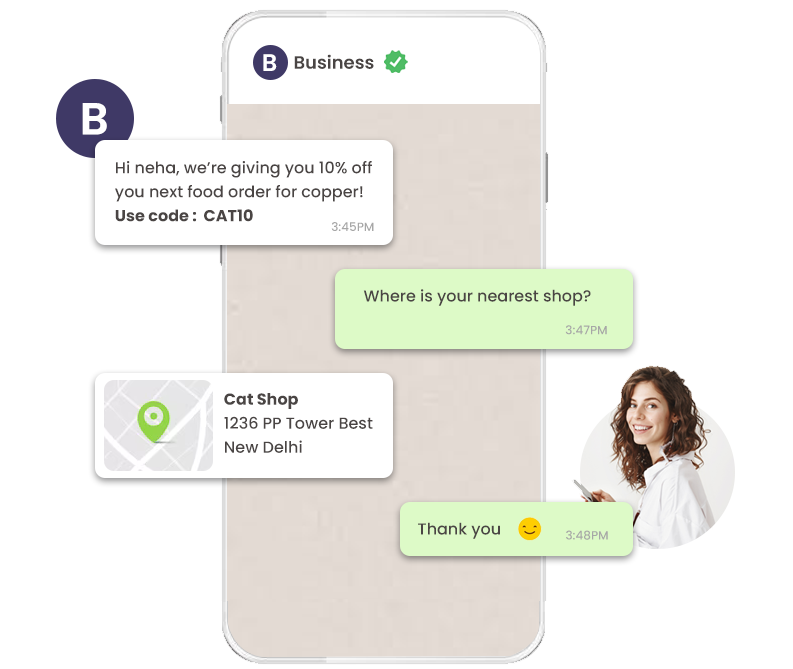 B Business
B
Hi neha, we’re giving you 10% off
you next food order for copper!
Use code : CAT10
3:45PM
Where is your nearest shop?
3:47PM
Cat Shop
1236 PP Tower Best
New Delhi
Thank you 😊 3:48PM